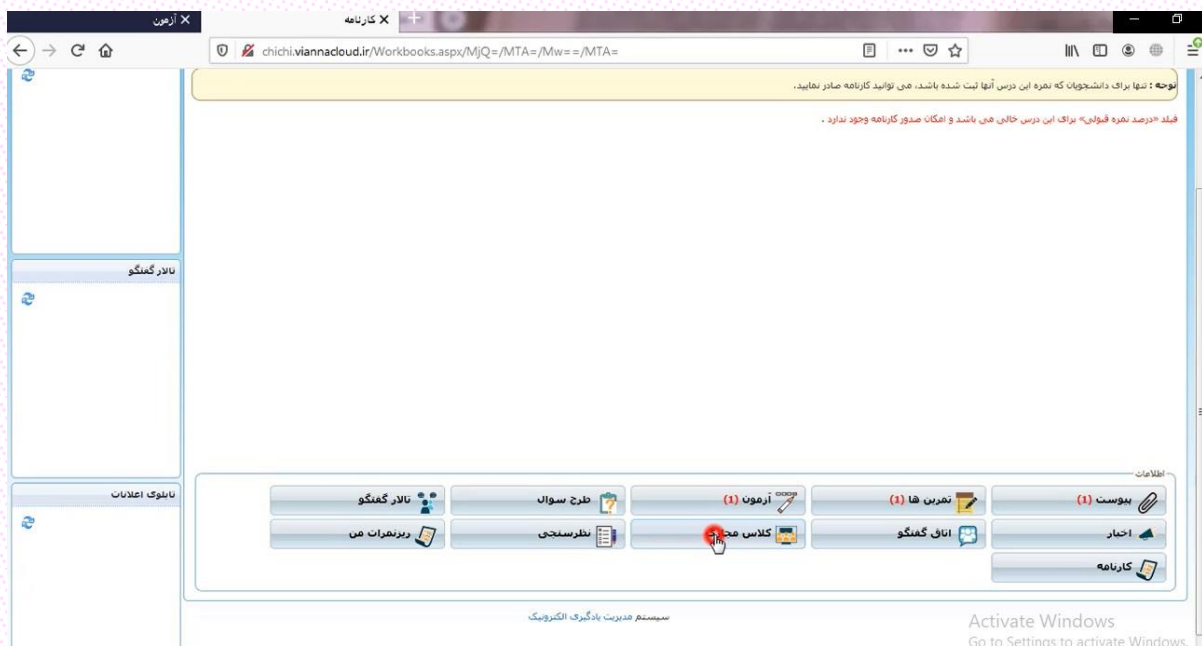 آزمون
کارنامه
chichi.viannacloud.ir/Workbooks.aspx/MjQ=/MTA=/Mw==/MTA=
توجه : تنها برای دانشجویان که نمره این درس آنها ثبت شده باشد، می توانید کارنامه صادر نمایید.
فیلد «درصد نمره قبولی» برای این درس خالی می باشد و امکان صدور کارنامه وجود ندارد .
تالار گفتگو
تابلوی اعلانات
اطلاعات
پیوست (1) تمرین ها (1) آزمون (1) طرح سوال تالار گفتگو
اخبار اتاق گفتگو کلاس نظرسنجی ریزنمرات من
کارنامه
سیستم مدیریت یادگیری الکترونیک
Activate Windows
Go to Settings to activate Windows.